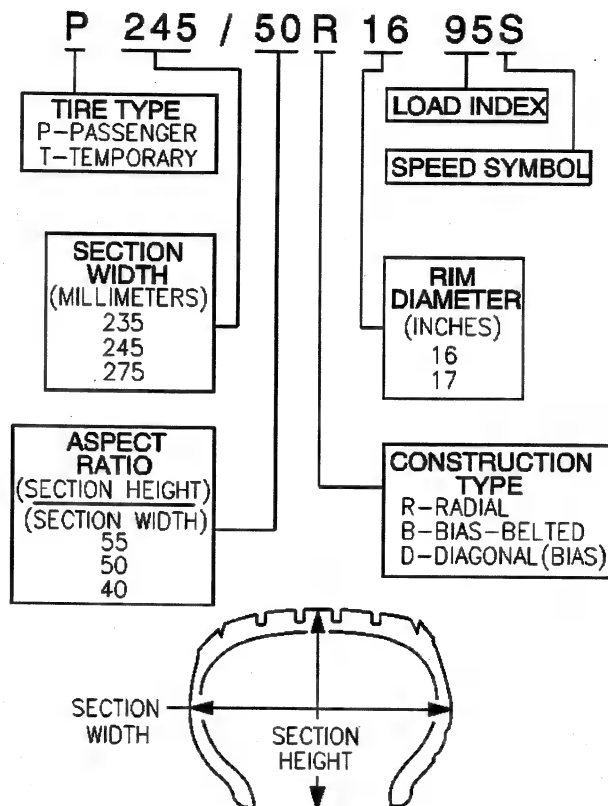 P 245 / 50 R 16 95S
TIRE TYPE
P-PASSENGER
T-TEMPORARY
LOAD INDEX
SPEED SYMBOL
SECTION
WIDTH
(MILLIMETERS)
235
245
275
RIM
DIAMETER
(INCHES)
16
17
ASPECT
RATIO
(SECTION HEIGHT)
(SECTION WIDTH)
55
50
40
CONSTRUCTION
TYPE
R-RADIAL
B-BIAS-BELTED
D-DIAGONAL(BIAS)
SECTION
WIDTH
SECTION
HEIGHT